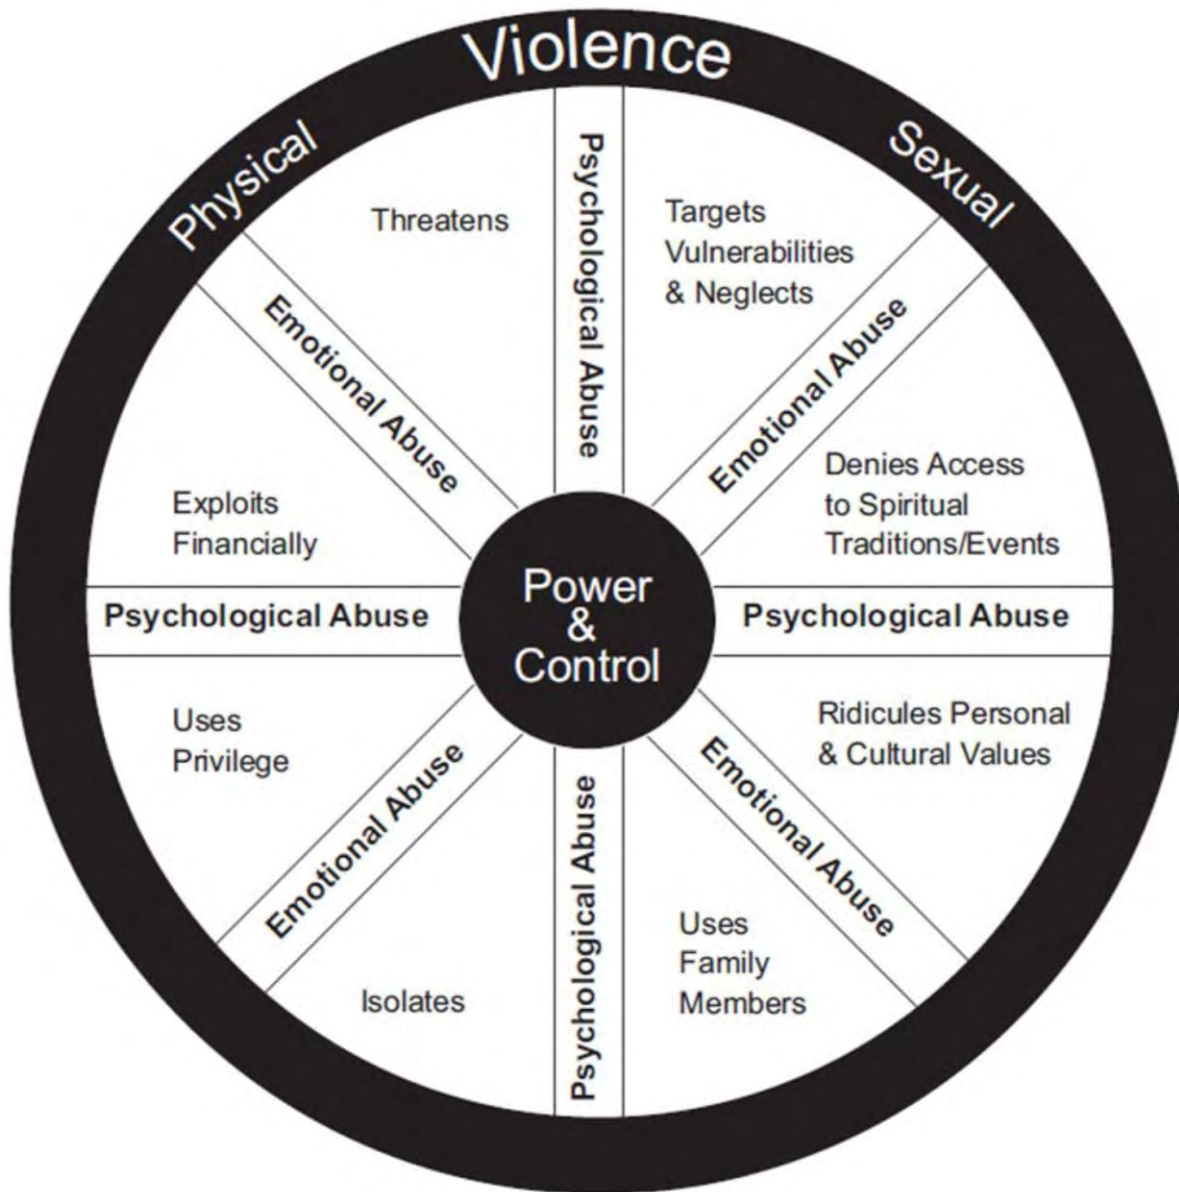 Violence
Physical
Sexual
Psychological Abuse
Threatens
Targets
Vulnerabilities
& Neglects
Emotional Abuse
Emotional Abuse
Exploits
Financially
Denies Access
to Spiritual
Traditions/Events
Psychological Abuse
Power
&
Control
Psychological Abuse
Uses
Privilege
Ridicules Personal
& Cultural Values
Emotional Abuse
Emotional Abuse
Psychological Abuse
Isolates
Uses
Family
Members